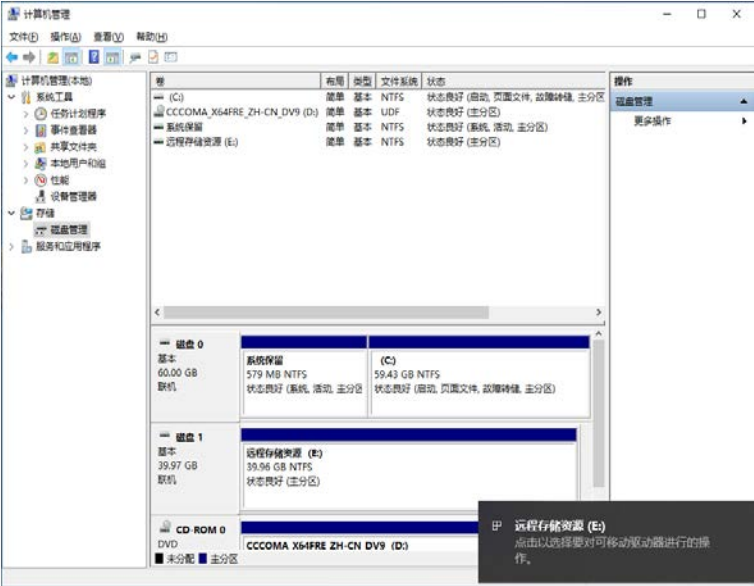 计算机管理
文件(F) 操作(A) 查看(V) 帮助(H)
计算机管理(本地)
系统工具
任务计划程序
事件查看器
共享文件夹
本地用户和组
性能
设备管理器
存储
磁盘管理
服务和应用程序
卷 布局 类型 文件系统 状态
(C:) 简单 基本 NTFS 状态良好 (启动, 页面文件, 故障转储, 主分区
CCCOMA_X64FRE_ZH-CN_DV9 (D:) 简单 基本 UDF 状态良好 (主分区)
系统保留 简单 基本 NTFS 状态良好 (系统, 活动, 主分区)
远程存储资源 (E:) 简单 基本 NTFS 状态良好 (主分区)
操作
磁盘管理
更多操作
磁盘 0
基本
60.00 GB
联机
系统保留
579 MB NTFS
状态良好 (系统, 活动, 主分区
(C:)
59.43 GB NTFS
状态良好 (启动, 页面文件, 故障转储, 主分区)
磁盘 1
基本
39.97 GB
联机
远程存储资源 (E:)
39.96 GB NTFS
状态良好 (主分区)
CD-ROM 0
DVD
CCCOMA X64FRE ZH-CN DV9 (D:)
未分配 主分区
远程存储资源 (E:)
点击以选择要对可移动驱动器进行的操
作。